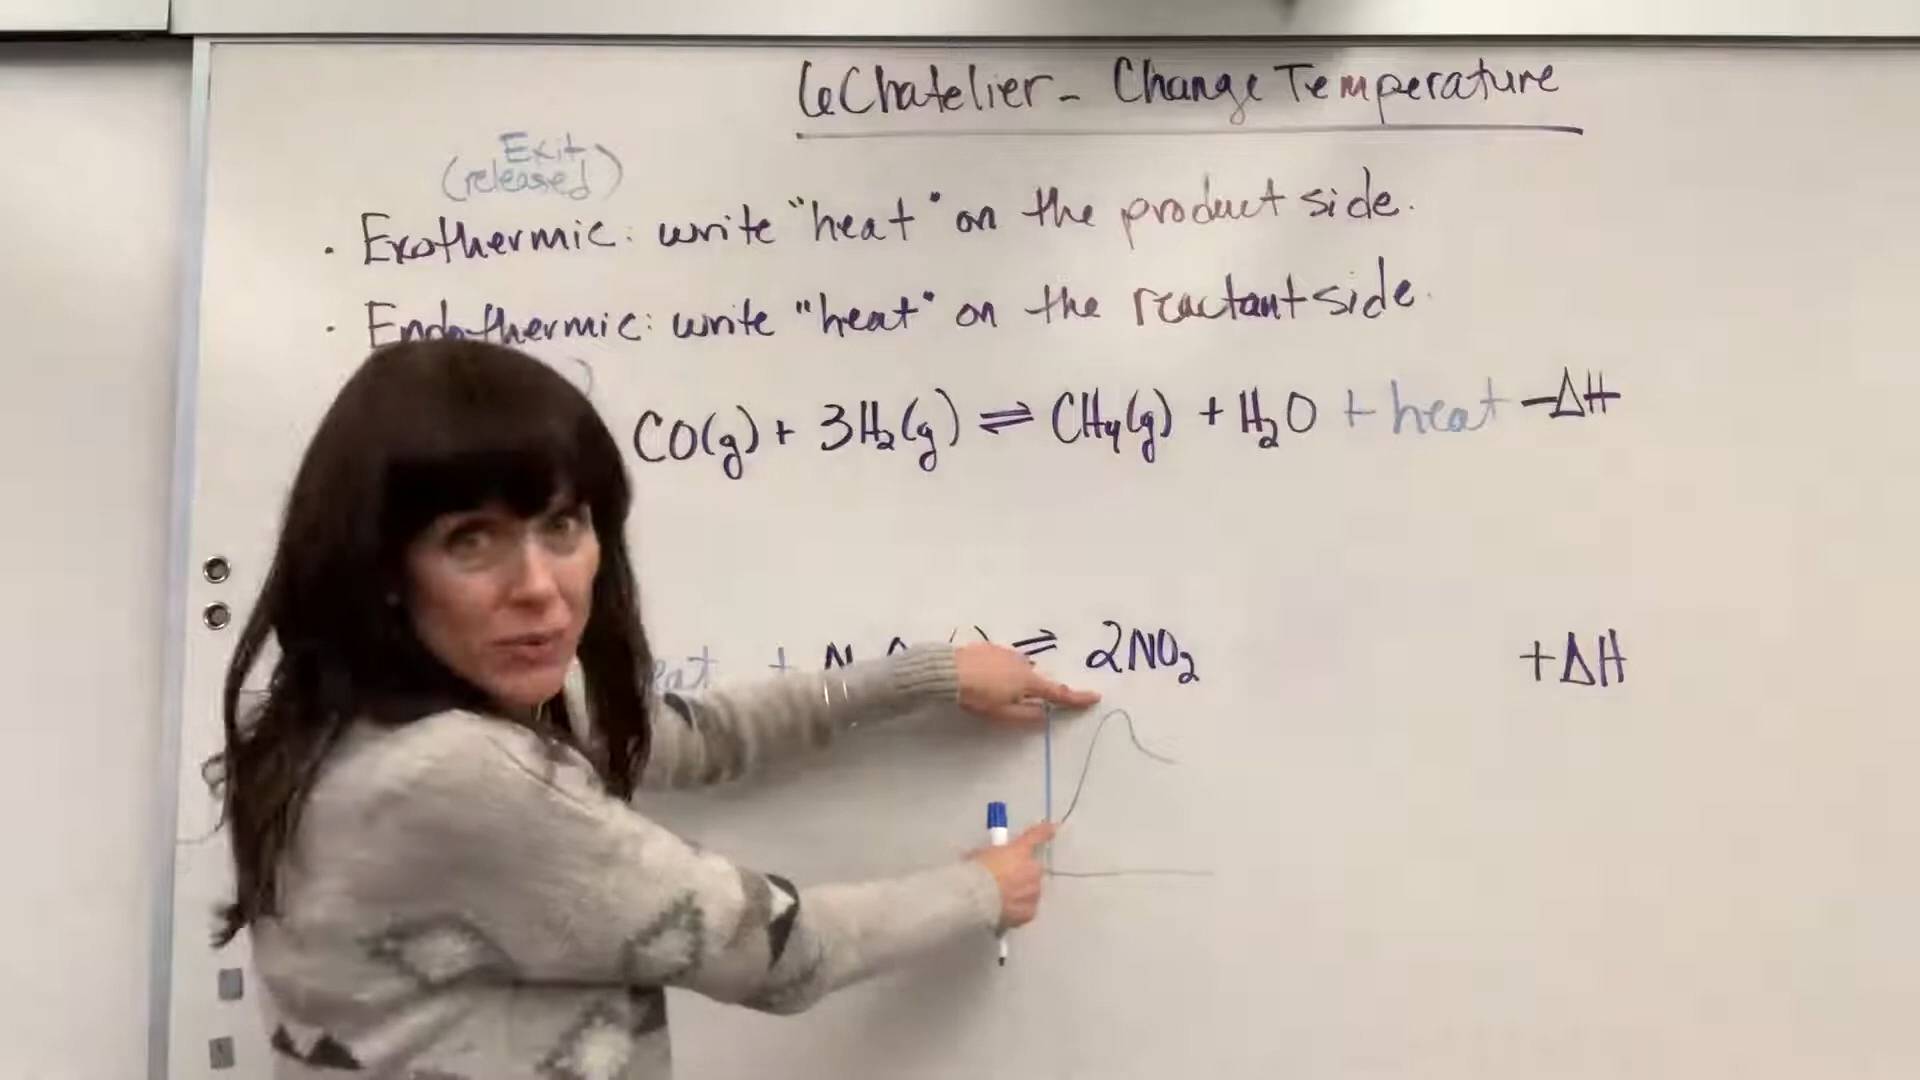 LeChatelier - Change Temperature
Exit
(released)
· Exothermic: write "heat" on the product side.
· Endothermic: write "heat" on the reactant side.
CO(g) + 3H₂(g) ⇌ CH₄(g) + H₂O + heat -ΔH
+ ⇌ 2NO₂ +ΔH